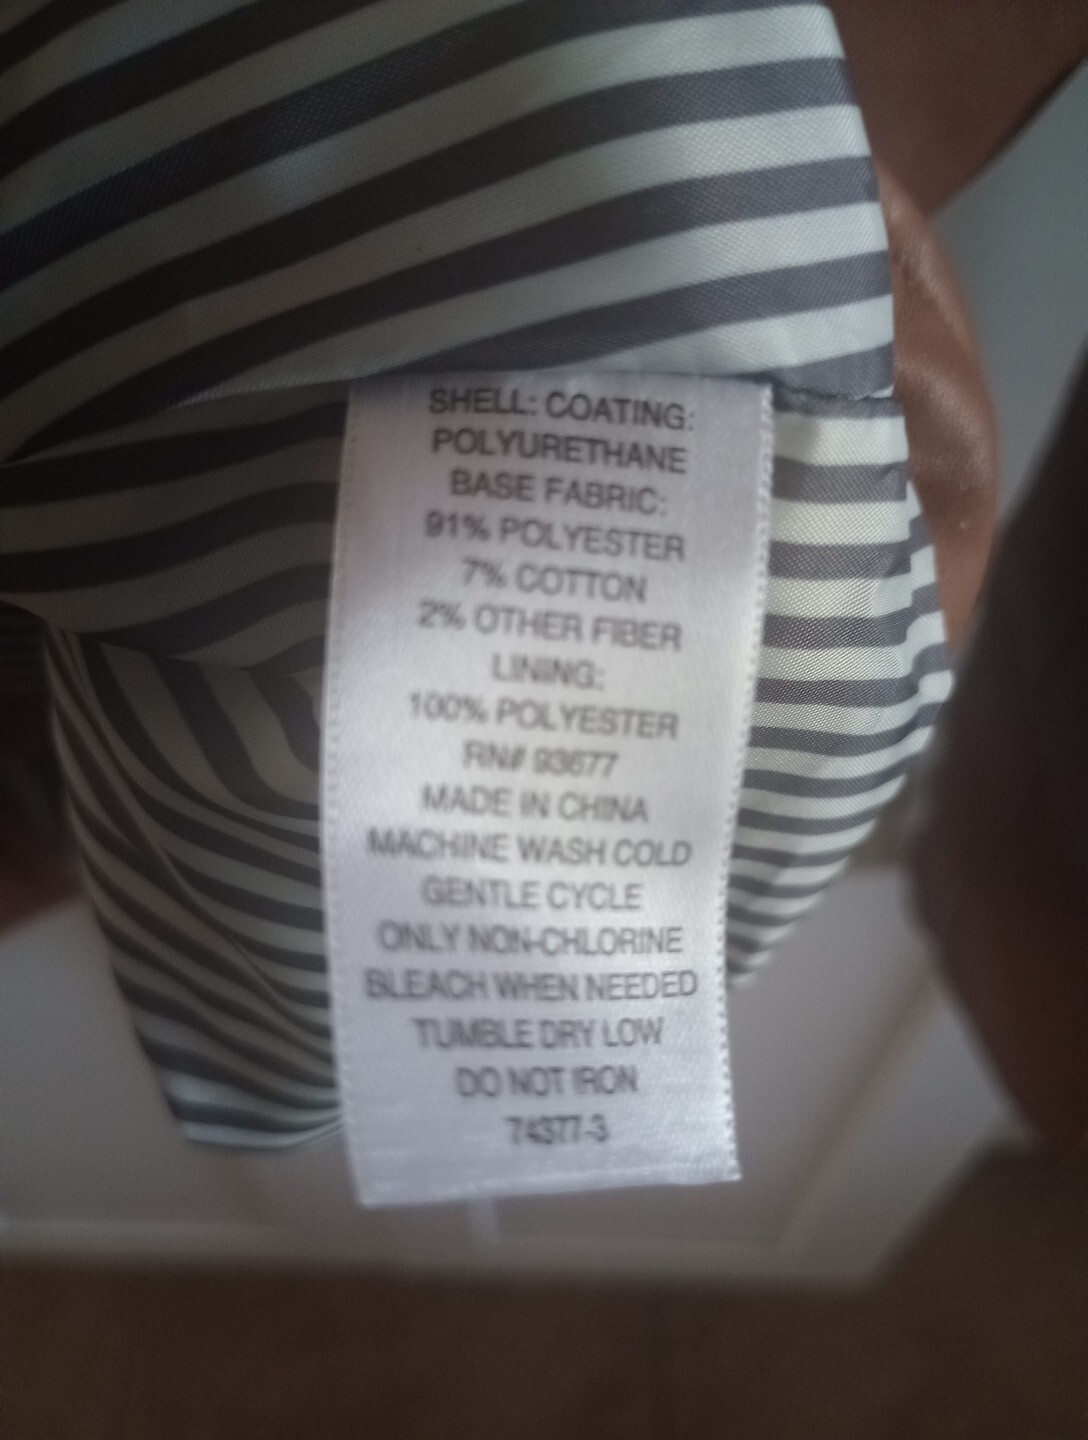 SHELL: COATING:
POLYURETHANE
BASE FABRIC:
91% POLYESTER
7% COTTON
2% OTHER FIBER
LINING:
100% POLYESTER
RN# 93677
MADE IN CHINA
MACHINE WASH COLD
GENTLE CYCLE
ONLY NON-CHLORINE
BLEACH WHEN NEEDED
TUMBLE DRY LOW
DO NOT IRON
74377-3